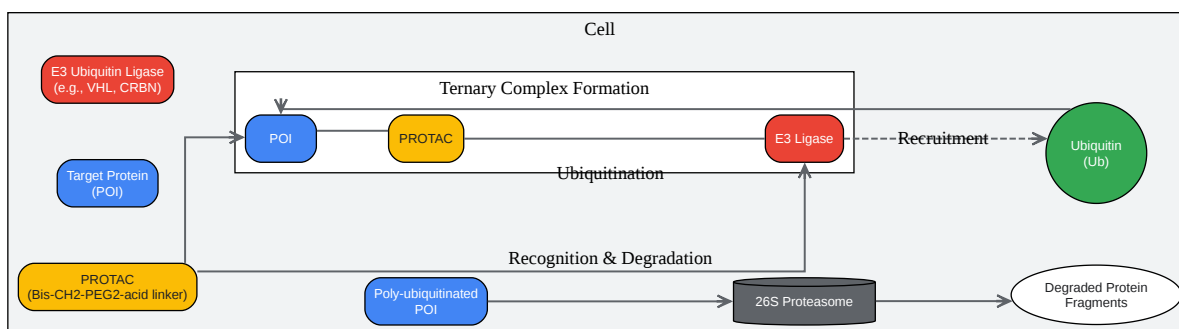 Cell
E3 Ubiquitin Ligase
(e.g., VHL, CRBN)
Ternary Complex Formation
POI
PROTAC
E3 Ligase
Recruitment
Ubiquitin
(Ub)
Ubiquitination
Target Protein
(POI)
Recognition & Degradation
PROTAC
(Bis-CH2-PEG2-acid linker)
Poly-ubiquitinated
POI
26S Proteasome
Degraded Protein
Fragments